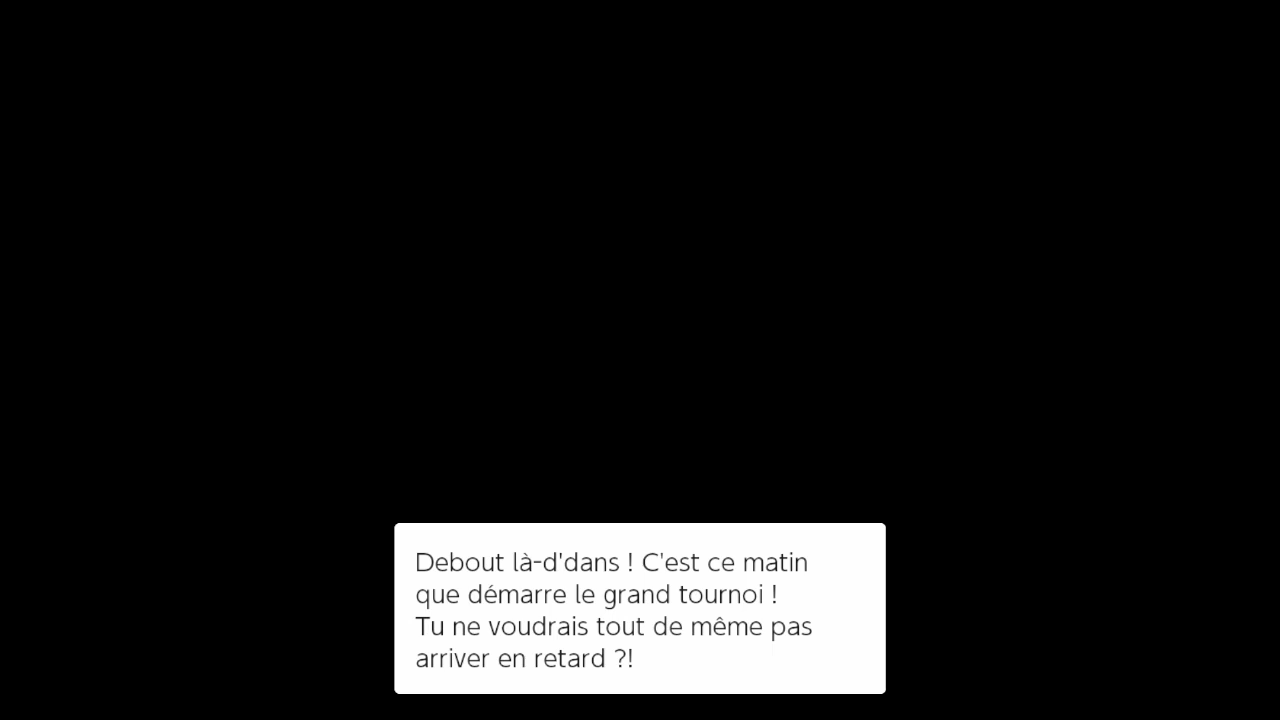 Debout là-d'dans ! C'est ce matin
que démarre le grand tournoi !
Tu ne voudrais tout de même pas
arriver en retard ?!